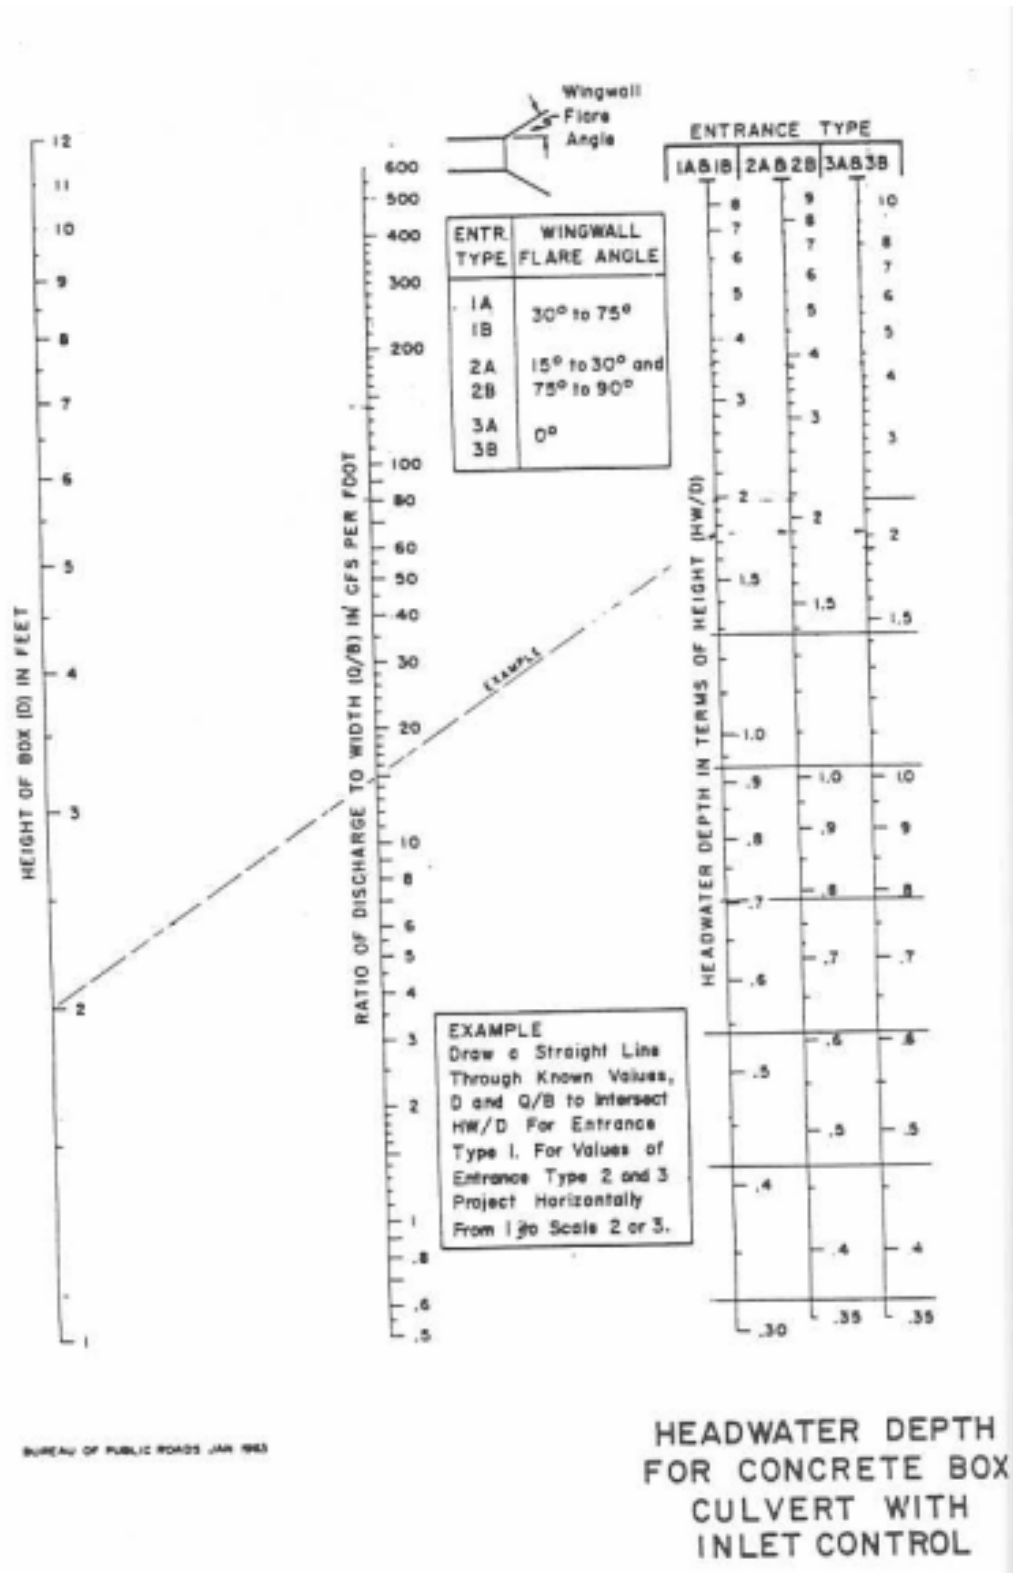 Wingwall
Flare
Angle
ENTRANCE TYPE
1A&1B 2A&2B 3A&3B
12
11
10
9
8
7
6
5
4
3
2
1
HEIGHT OF BOX (D) IN FEET
600
500
400
300
200
100
80
60
50
40
30
20
10
8
6
5
4
3
2
1
.8
.6
.5
RATIO OF DISCHARGE TO WIDTH (Q/B) IN CFS PER FOOT
EXAMPLE
ENTR. WINGWALL
TYPE FLARE ANGLE
1A
30° to 75°
1B
2A 15° to 30° and
2B 75° to 90°
3A
0°
3B
HEADWATER DEPTH IN TERMS OF HEIGHT (HW/D)
8
7
6
5
4
3
2
1.5
1.0
.9
.8
.7
.6
.5
.4
.30
9
8
7
6
5
4
3
2
1.5
1.0
.9
.8
.7
.6
.5
.4
.35
10
8
7
6
5
4
3
2
1.5
1.0
9
.8
.7
.6
.5
.4
.35
EXAMPLE
Draw a Straight Line
Through Known Values,
D and Q/B to Intersect
HW/D For Entrance
Type 1. For Values of
Entrance Type 2 and 3
Project Horizontally
From 1 to Scale 2 or 3.
BUREAU OF PUBLIC ROADS JAN 1963
HEADWATER DEPTH
FOR CONCRETE BOX
CULVERT WITH
INLET CONTROL